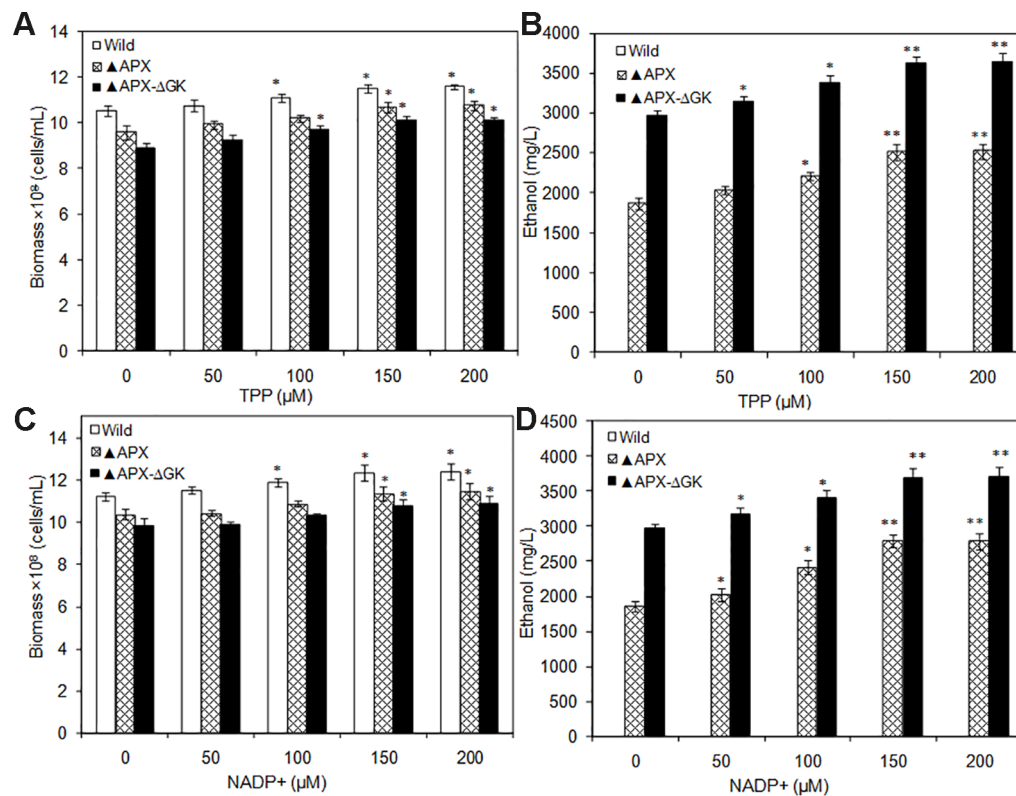 A
14
12
10
8
6
4
2
0
Biomass ×10⁸ (cells/mL)
Wild
▲APX
▲APX-ΔGK
* * * * * * * *
0 50 100 150 200
TPP (µM)
B
4000
3500
3000
2500
2000
1500
1000
500
0
Ethanol (mg/L)
Wild
▲APX
▲APX-ΔGK
* * * ** ** ** **
0 50 100 150 200
TPP (µM)
C
14
12
10
8
6
4
2
0
Biomass ×10⁸ (cells/mL)
Wild
▲APX
▲APX-ΔGK
* * * * * * *
0 50 100 150 200
NADP+ (µM)
D
4500
4000
3500
3000
2500
2000
1500
1000
500
0
Ethanol (mg/L)
Wild
▲APX
▲APX-ΔGK
* * * * ** ** ** **
0 50 100 150 200
NADP+ (µM)